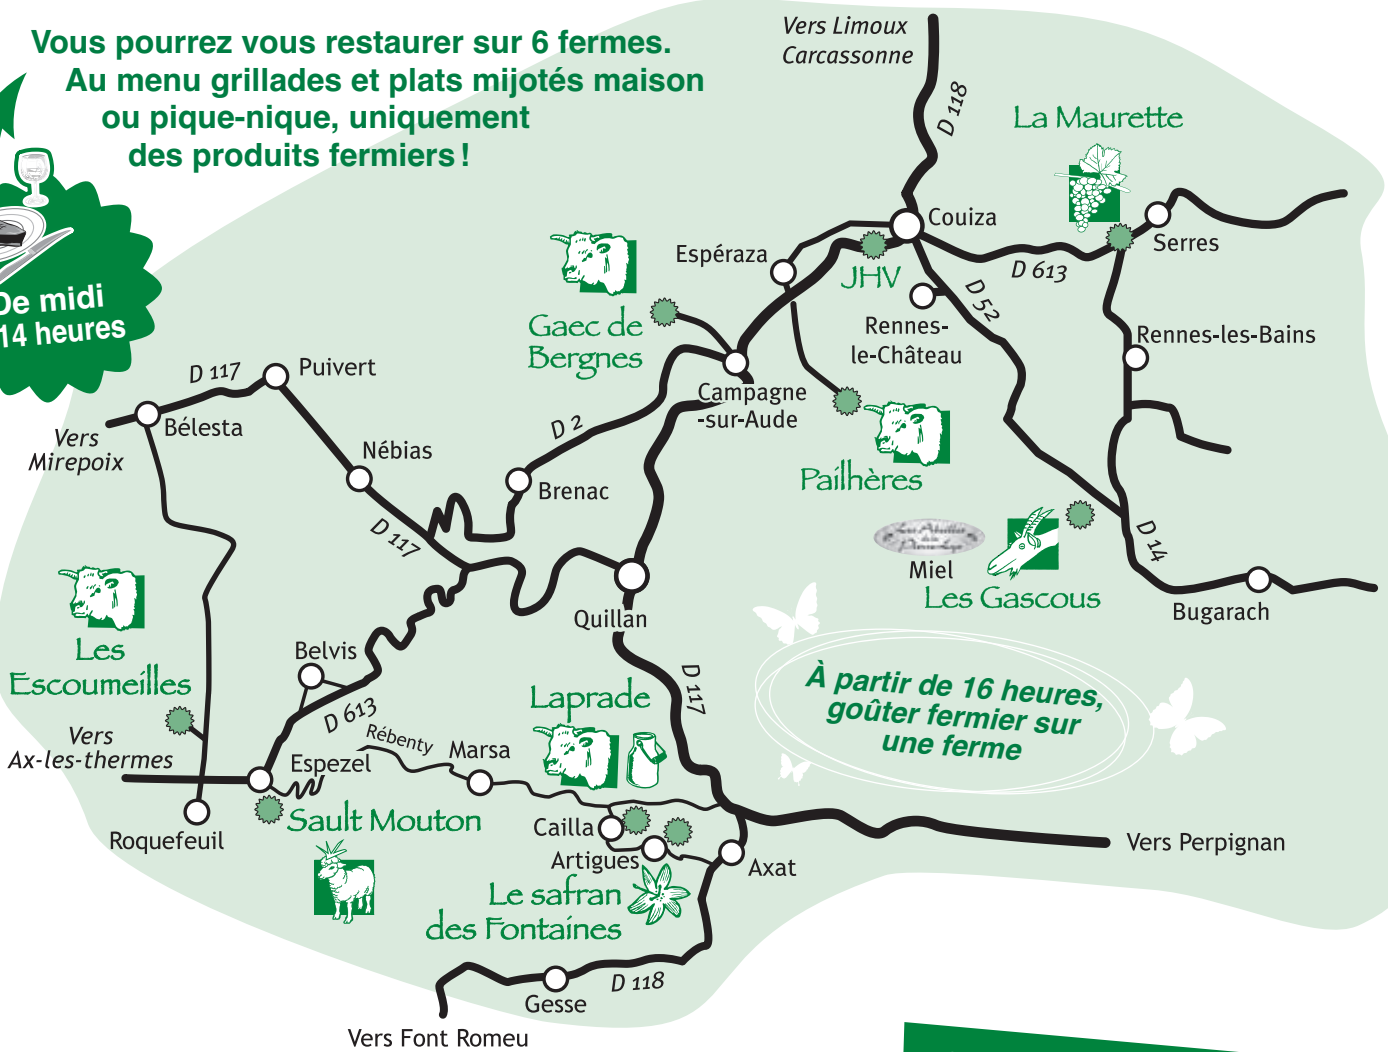 Vous pourrez vous restaurer sur 6 fermes.
Au menu grillades et plats mijotés maison
ou pique-nique, uniquement
des produits fermiers !
De midi
14 heures
Vers Limoux
Carcassonne
D 118
La Maurette
Couiza
Serres
Espéraza
JHV
D 613
D 52
Gaec de
Bergnes
Rennes-
le-Château
Rennes-les-Bains
Puivert
D 117
Campagne
-sur-Aude
Bélesta
D 2
Vers
Mirepoix
Nébias
Brenac
Pailhères
D 117
D 14
Miel
Les Gascous
Bugarach
Quillan
Les
Escoumeilles
Belvis
D 613
Laprade
D 117
À partir de 16 heures,
goûter fermier sur
une ferme
Vers
Ax-les-thermes
Rébenty
Marsa
Espezel
Roquefeuil
Sault Mouton
Cailla
Artigues
Axat
Vers Perpignan
Le safran
des Fontaines
D 118
Gesse
Vers Font Romeu